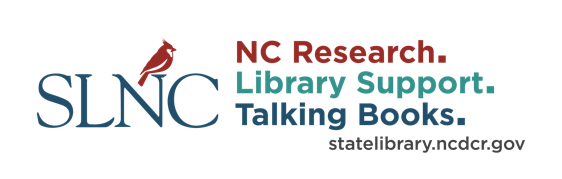 SLNC
NC Research.
Library Support.
Talking Books.
statelibrary.ncdcr.gov